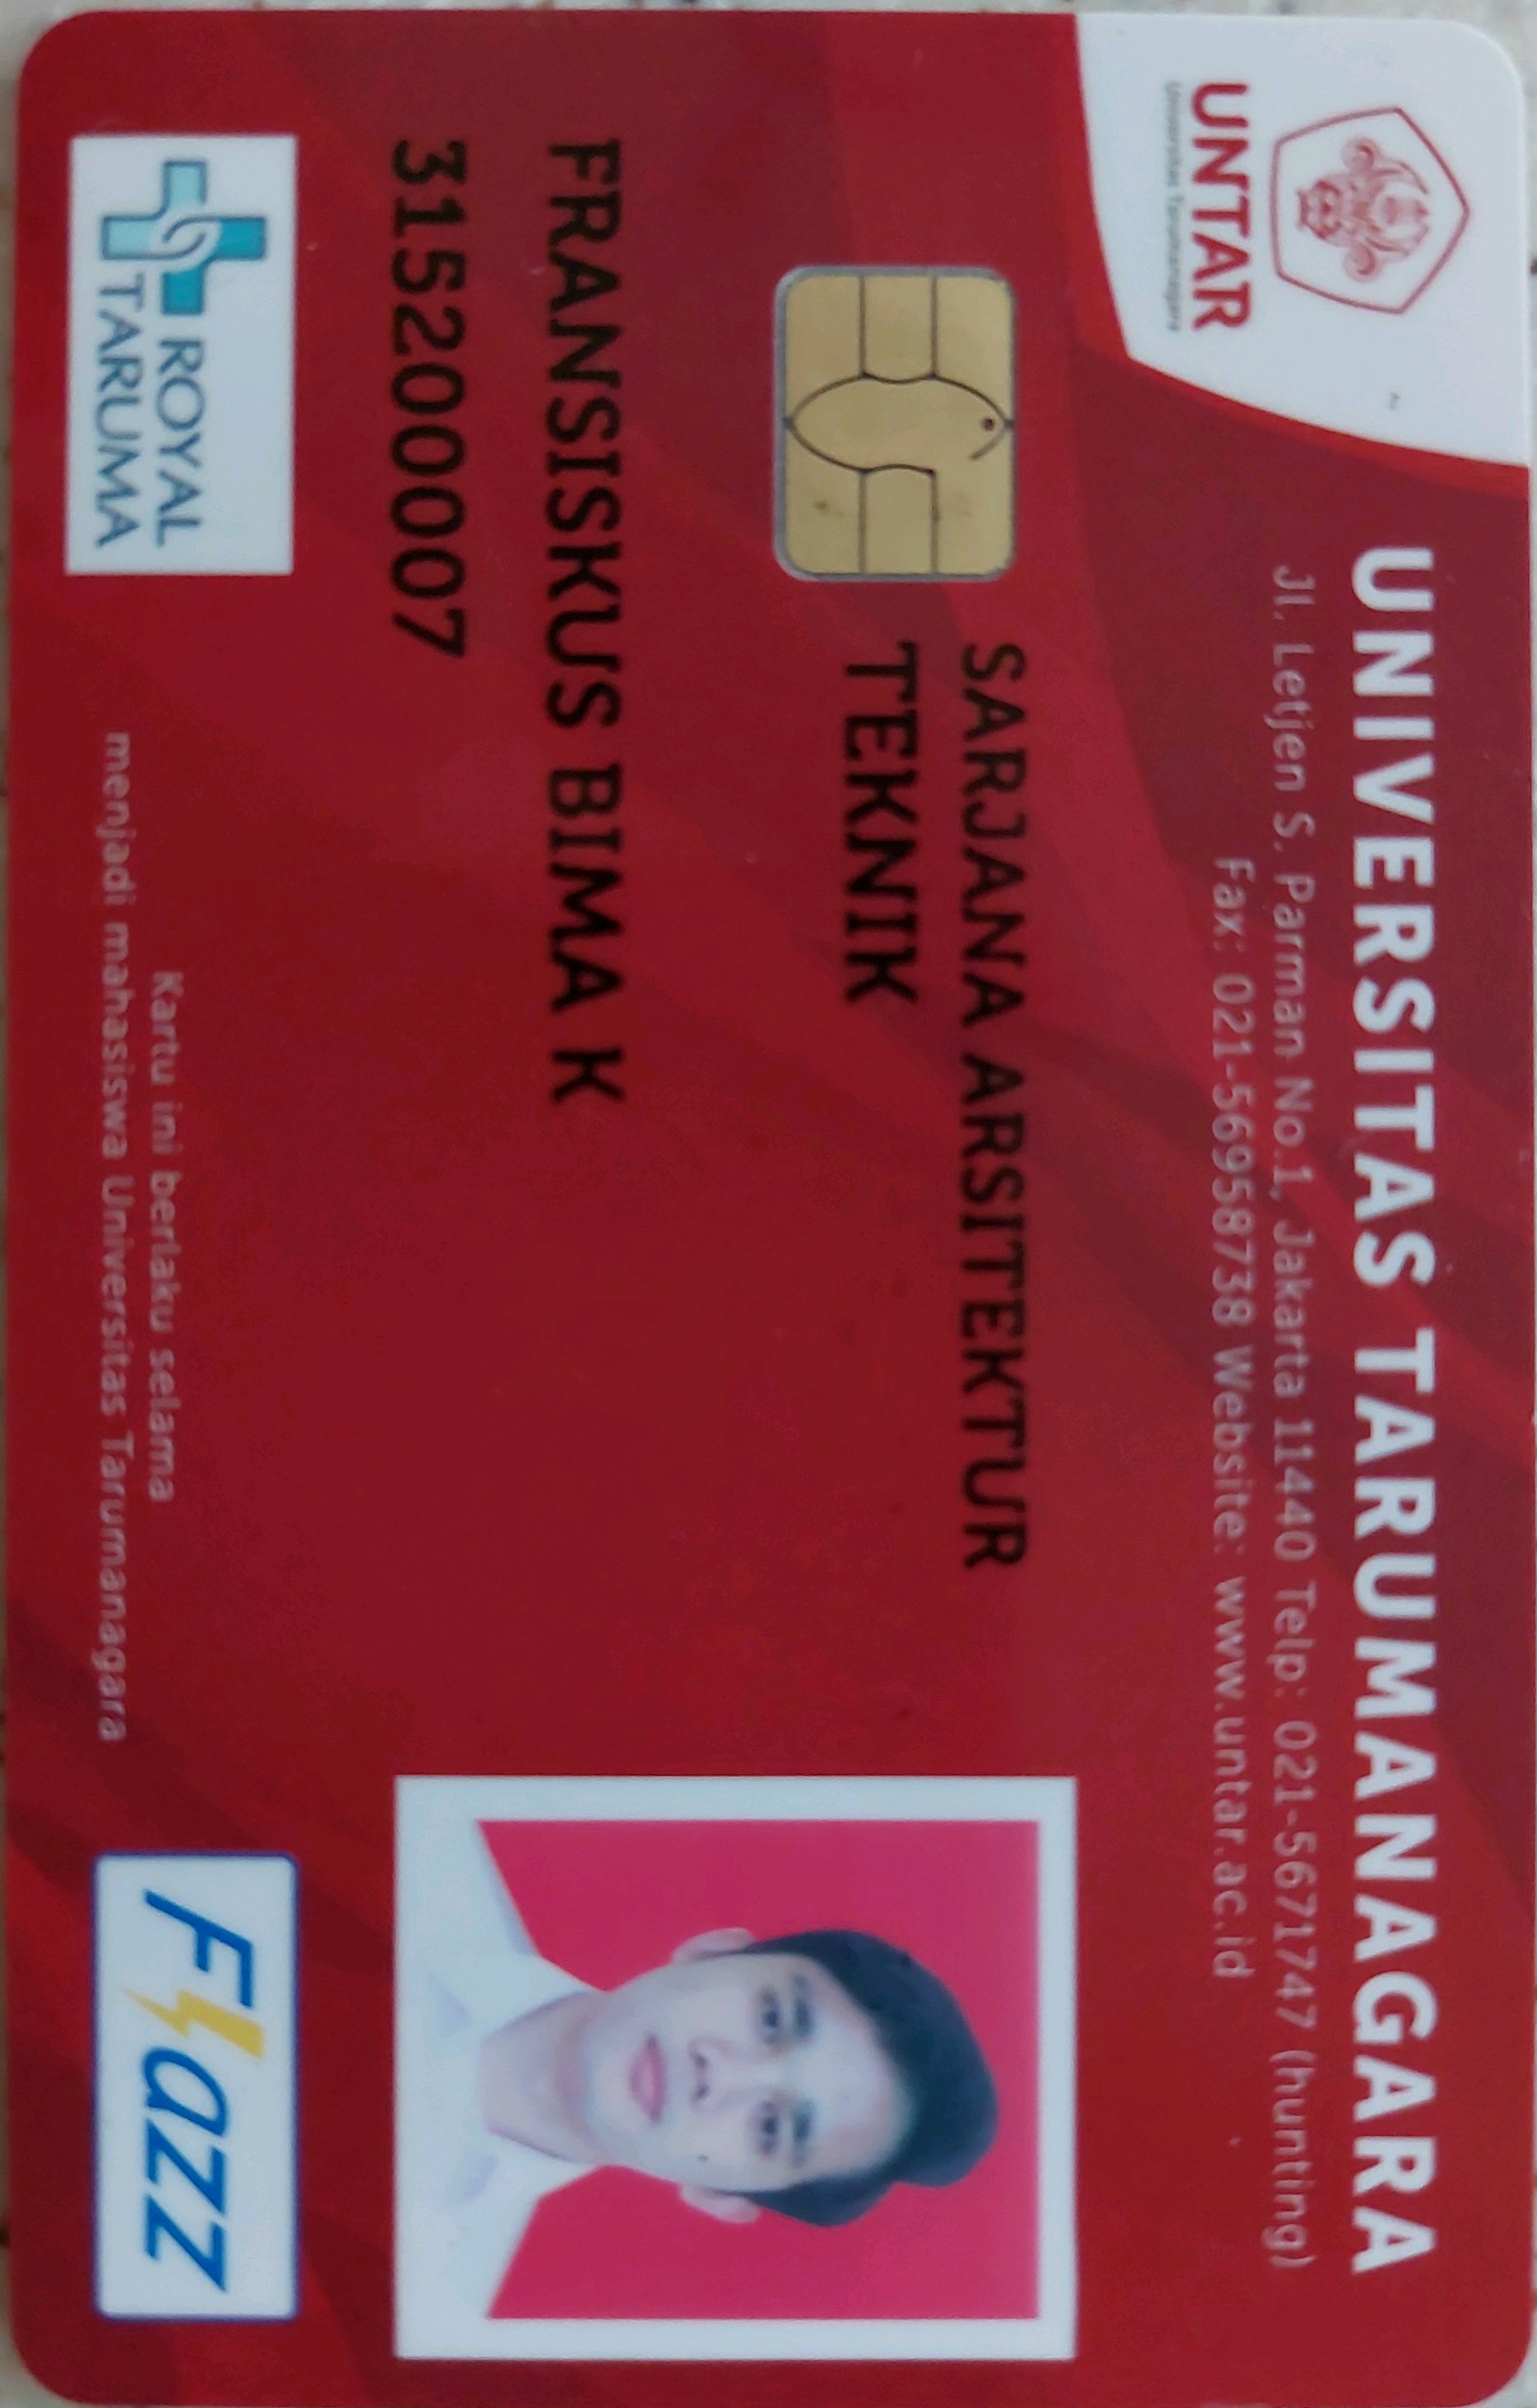 UNTAR
Universitas Tarumanagara
UNIVERSITAS TARUMANAGARA
Jl. Letjen S. Parman No.1, Jakarta 11440 Telp: 021-5671747 (hunting)
Fax: 021-56958738 Website: www.untar.ac.id
SARJANA ARSITEKTUR
TEKNIK
FRANSISKUS BIMA K
315200007
ROYAL
TARUMA
Kartu ini berlaku selama
menjadi mahasiswa Universitas Tarumanagara
Flazz